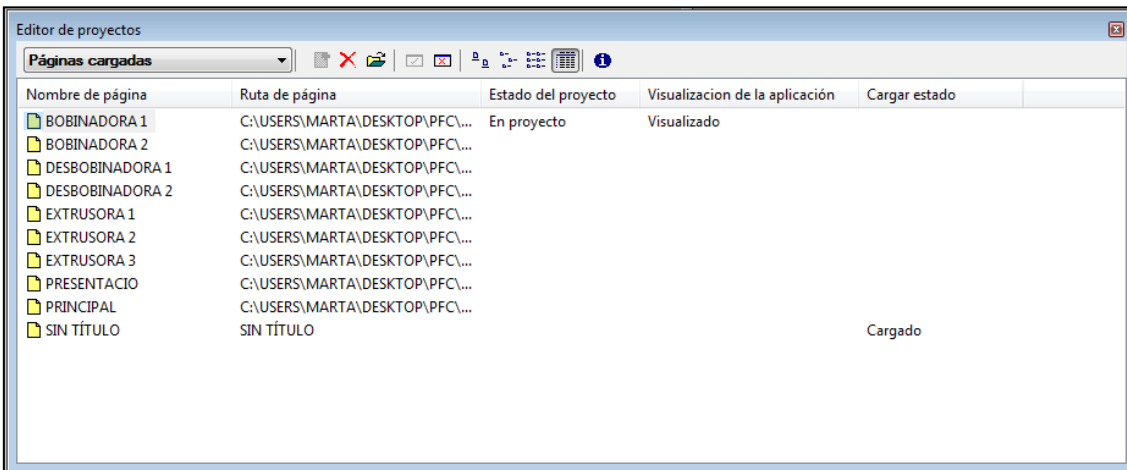 Editor de proyectos
Páginas cargadas
Nombre de página Ruta de página Estado del proyecto Visualizacion de la aplicación Cargar estado
BOBINADORA 1 C:\USERS\MARTA\DESKTOP\PFC\... En proyecto Visualizado
BOBINADORA 2 C:\USERS\MARTA\DESKTOP\PFC\...
DESBOBINADORA 1 C:\USERS\MARTA\DESKTOP\PFC\...
DESBOBINADORA 2 C:\USERS\MARTA\DESKTOP\PFC\...
EXTRUSORA 1 C:\USERS\MARTA\DESKTOP\PFC\...
EXTRUSORA 2 C:\USERS\MARTA\DESKTOP\PFC\...
EXTRUSORA 3 C:\USERS\MARTA\DESKTOP\PFC\...
PRESENTACIO C:\USERS\MARTA\DESKTOP\PFC\...
PRINCIPAL C:\USERS\MARTA\DESKTOP\PFC\...
SIN TÍTULO SIN TÍTULO Cargado